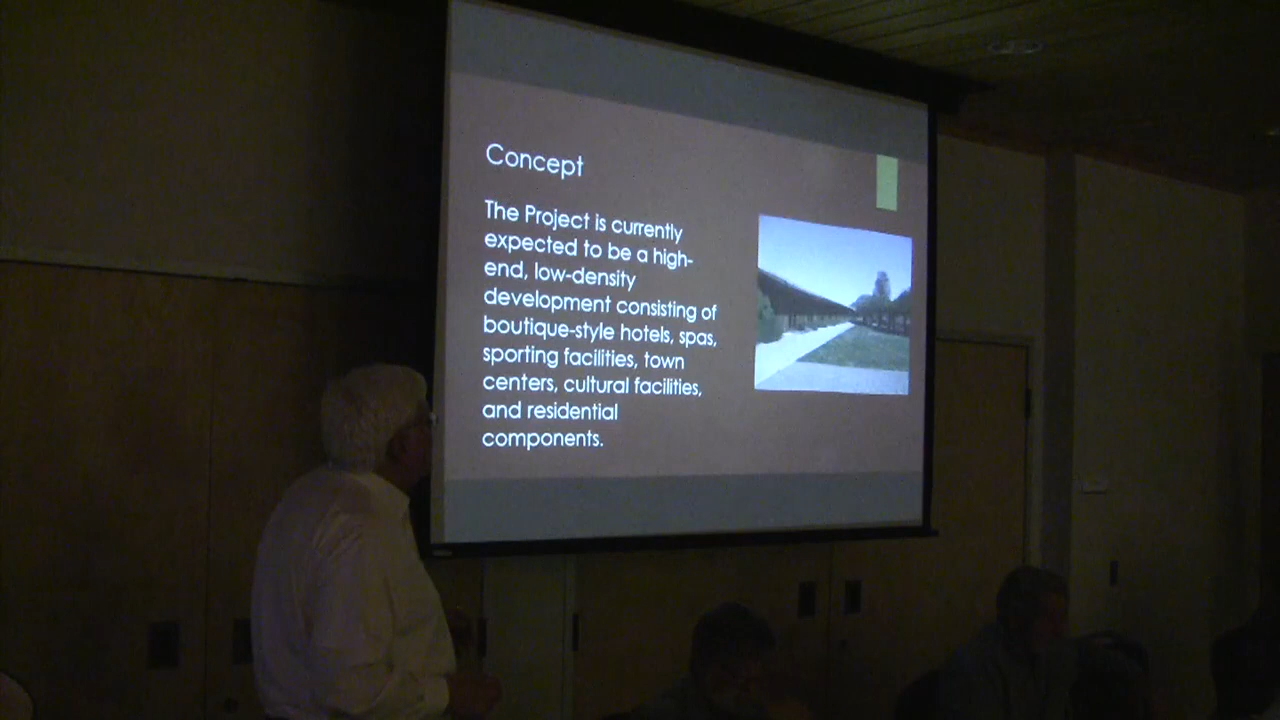 Concept
The Project is currently
expected to be a high-
end, low-density
development consisting of
boutique-style hotels, spas,
sporting facilities, town
centers, cultural facilities,
and residential
components.